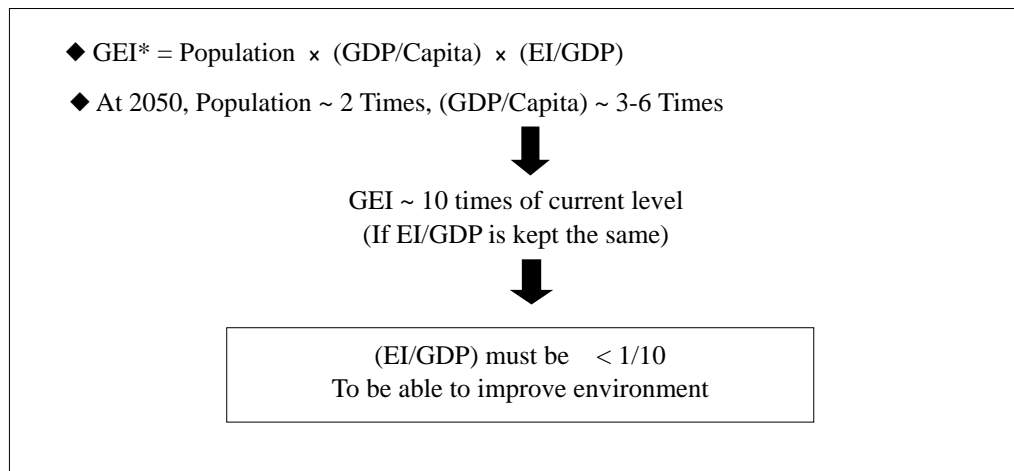 ◆ GEI* = Population × (GDP/Capita) × (EI/GDP)
◆ At 2050, Population ~ 2 Times, (GDP/Capita) ~ 3-6 Times
GEI ~ 10 times of current level
(If EI/GDP is kept the same)
(EI/GDP) must be < 1/10
To be able to improve environment